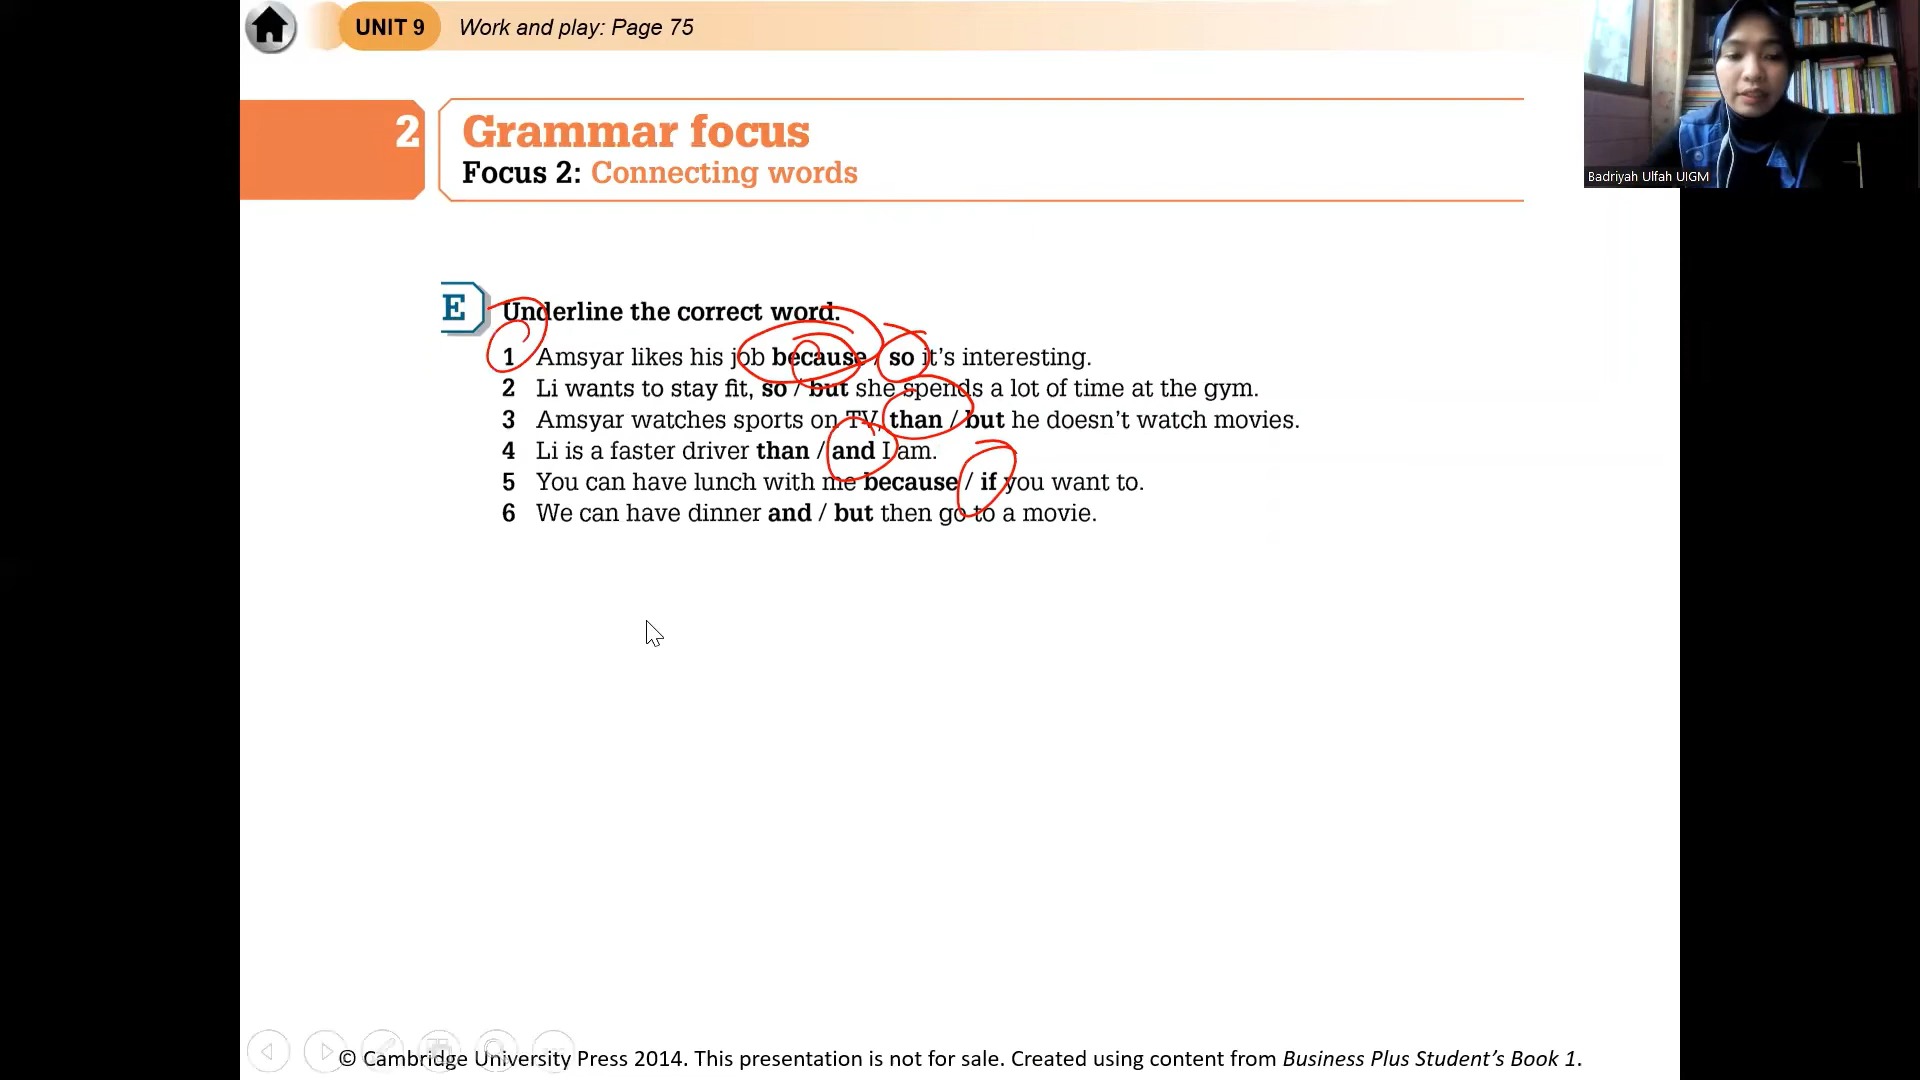 UNIT 9 Work and play: Page 75
Badriyah Ulfah UIGM
2 Grammar focus
Focus 2: Connecting words
E Underline the correct word.
1 Amsyar likes his job because / so it's interesting.
2 Li wants to stay fit, so / but she spends a lot of time at the gym.
3 Amsyar watches sports on TV, than / but he doesn't watch movies.
4 Li is a faster driver than / and I am.
5 You can have lunch with me because / if you want to.
6 We can have dinner and / but then go to a movie.
© Cambridge University Press 2014. This presentation is not for sale. Created using content from Business Plus Student's Book 1.